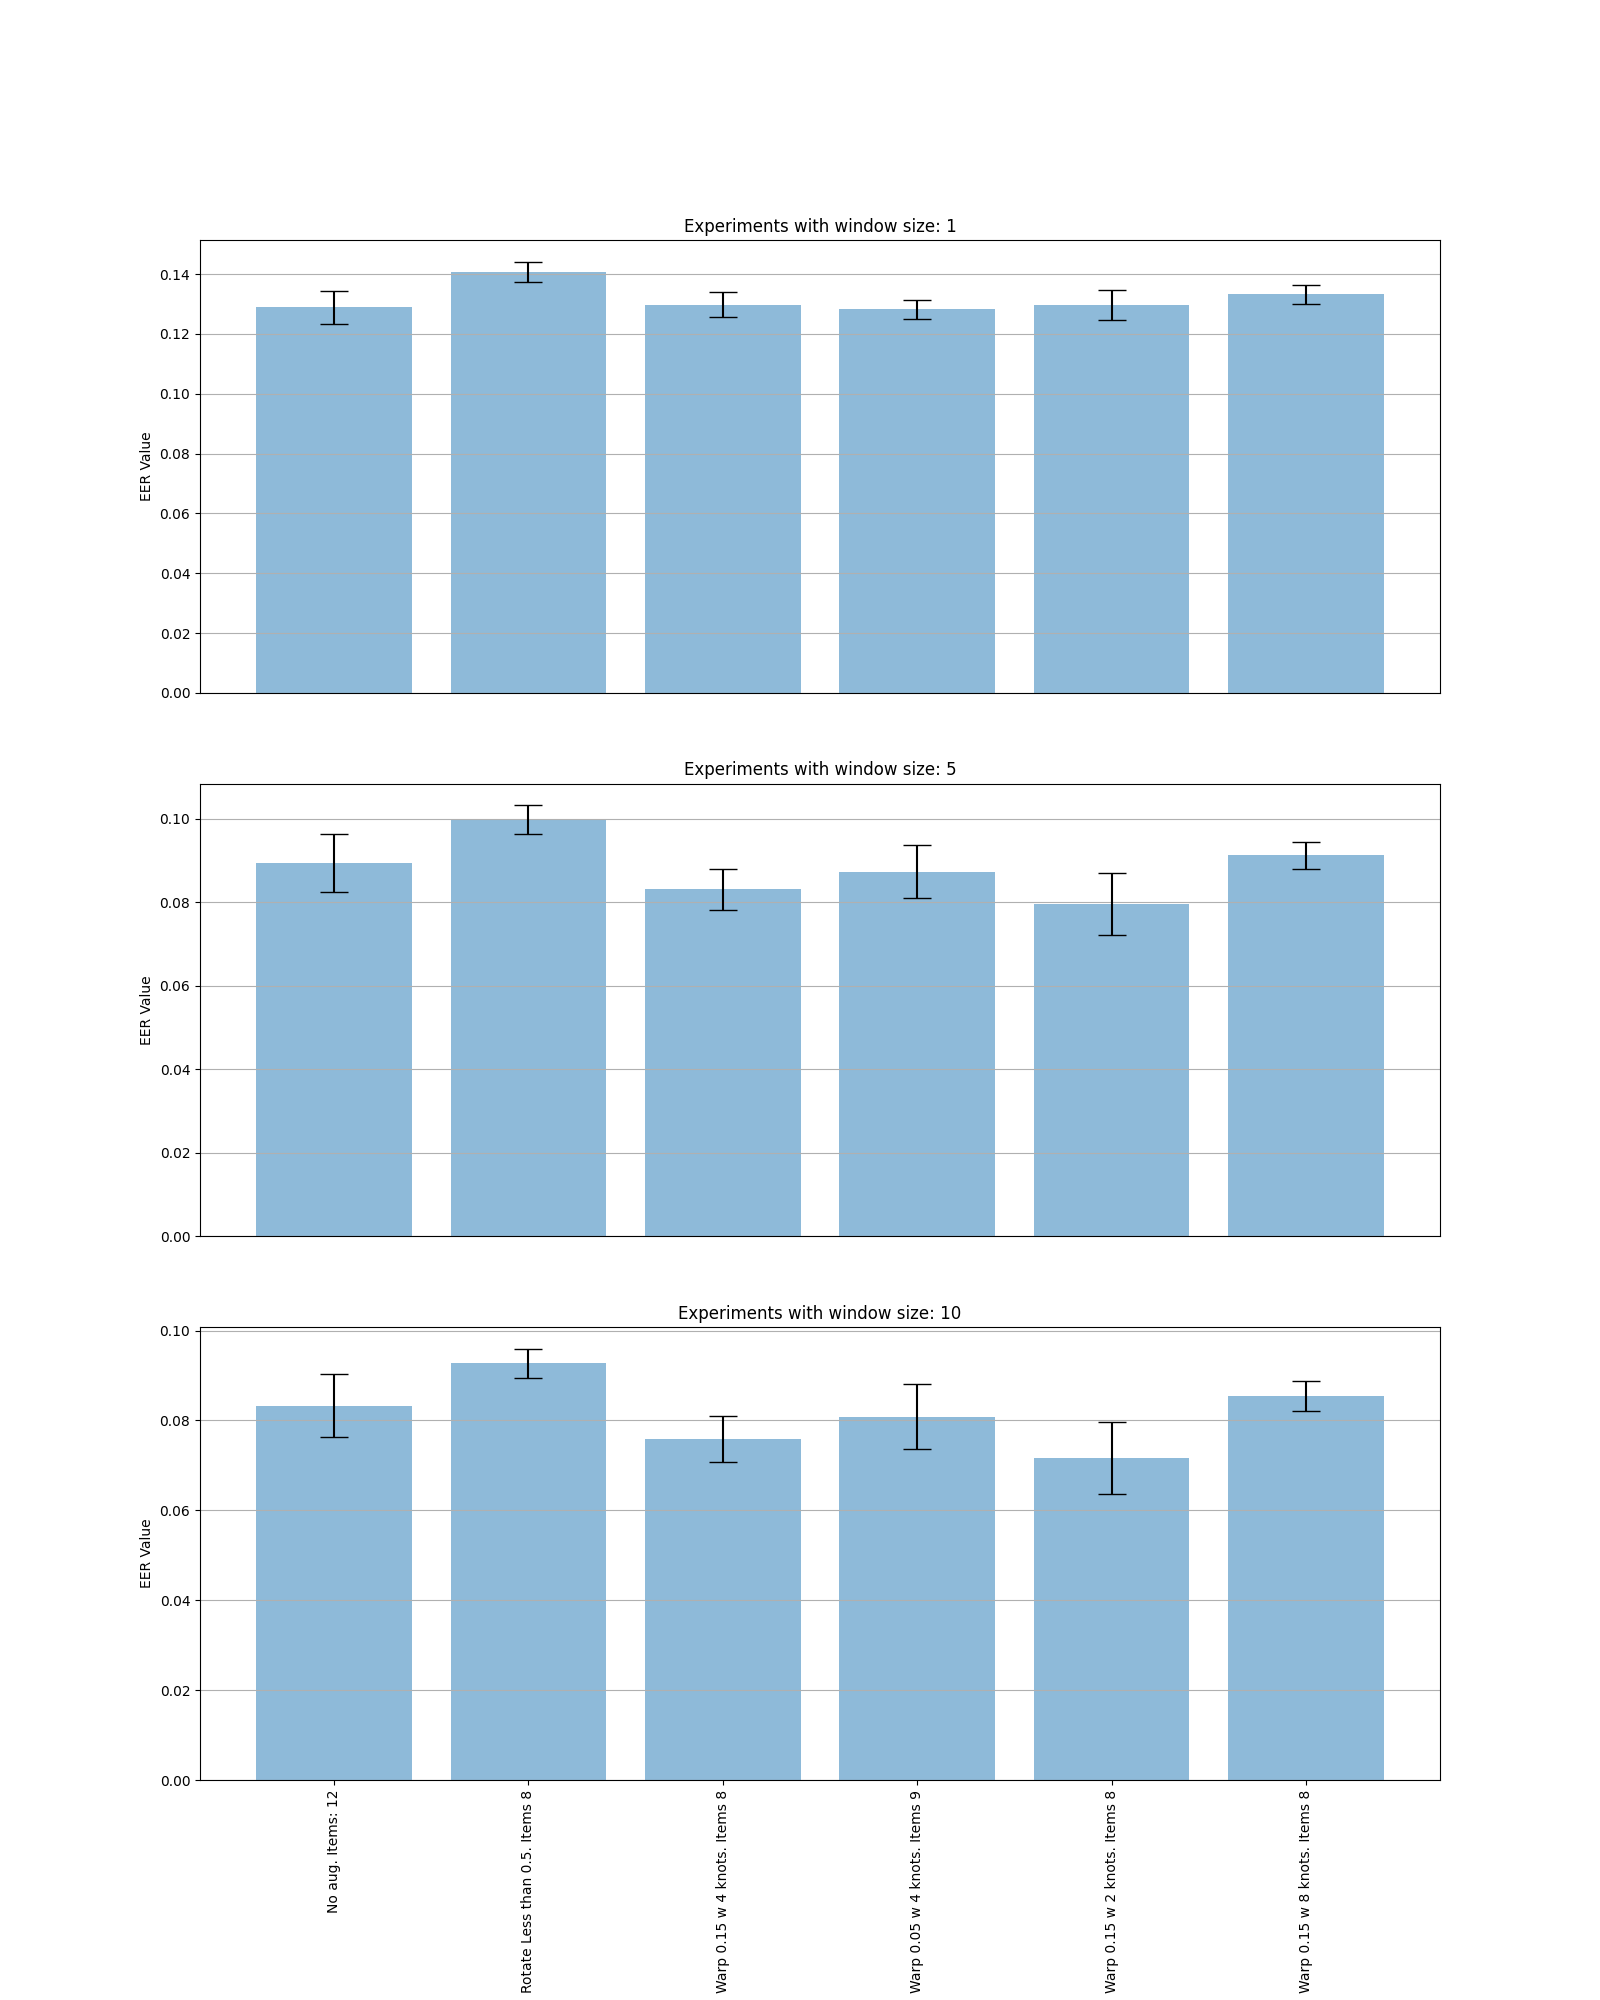 Experiments with window size: 1
EER Value
0.14
0.12
0.10
0.08
0.06
0.04
0.02
0.00
Experiments with window size: 5
EER Value
0.10
0.08
0.06
0.04
0.02
0.00
Experiments with window size: 10
EER Value
0.10
0.08
0.06
0.04
0.02
0.00
No aug. Items: 12
Rotate Less than 0.5. Items 8
Warp 0.15 w 4 knots. Items 8
Warp 0.05 w 4 knots. Items 9
Warp 0.15 w 2 knots. Items 8
Warp 0.15 w 8 knots. Items 8